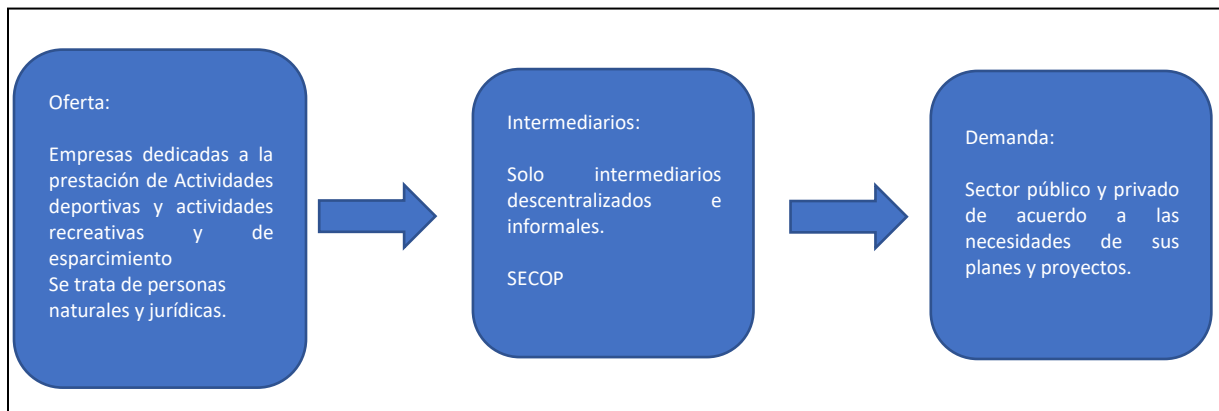 Oferta:
Empresas dedicadas a la
prestación de Actividades
deportivas y actividades
recreativas y de
esparcimiento
Se trata de personas
naturales y jurídicas.
Intermediarios:
Solo intermediarios
descentralizados e
informales.
SECOP
Demanda:
Sector público y privado
de acuerdo a las
necesidades de sus
planes y proyectos.